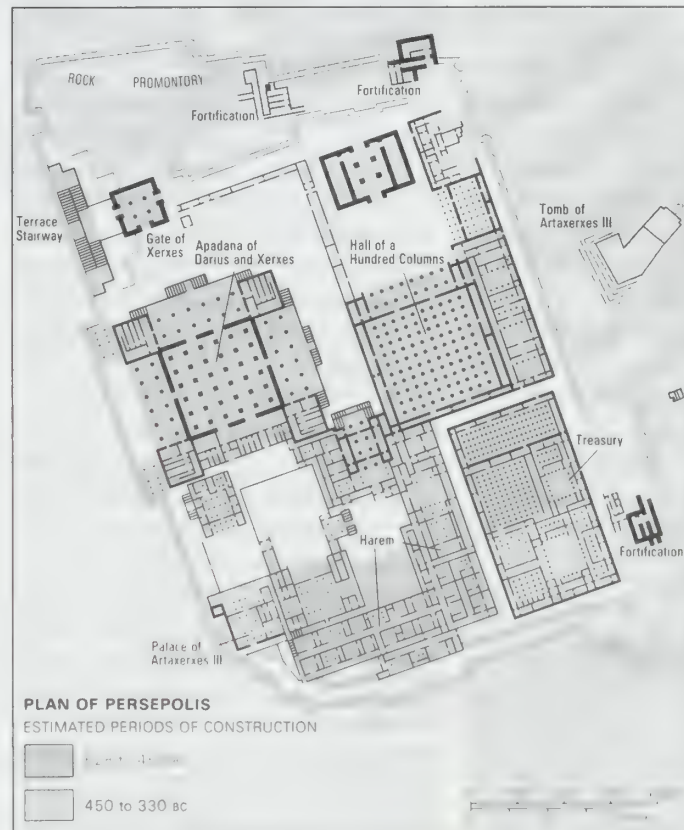 ROCK PROMONTORY
Fortification
Fortification
Terrace
Stairway
Gate of
Xerxes
Apadana of
Darius and Xerxes
Hall of a
Hundred Columns
Tomb of
Artaxerxes III
Treasury
Harem
Fortification
Palace of
Artaxerxes III
PLAN OF PERSEPOLIS
ESTIMATED PERIODS OF CONSTRUCTION
450 to 330 BC